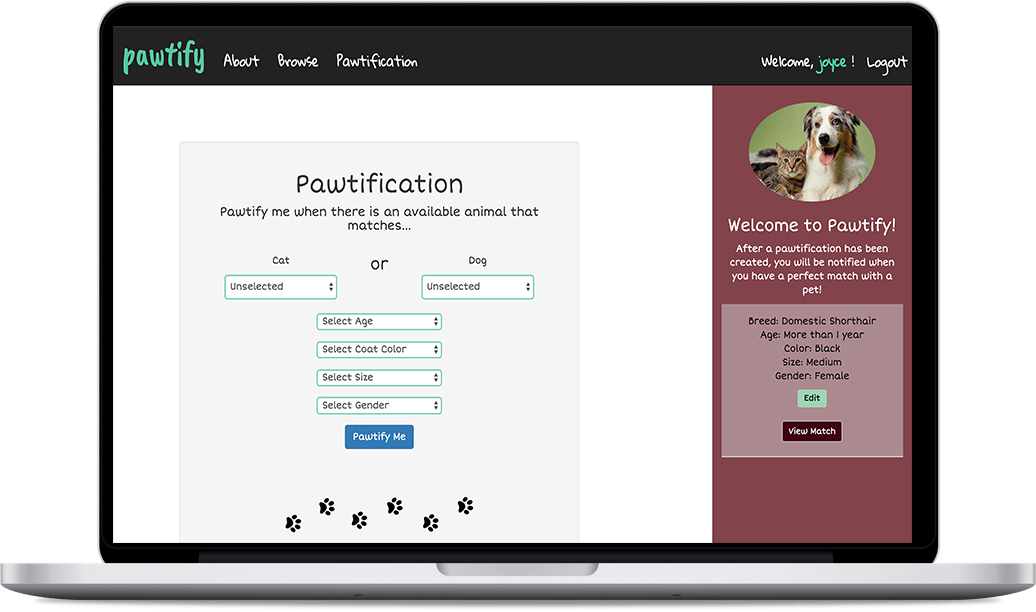 pawtify About Browse Pawtification Welcome, joyce ! Logout
Pawtification
Pawtify me when there is an available animal that
matches...
Cat or Dog
Unselected Unselected
Select Age
Select Coat Color
Select Size
Select Gender
Pawtify Me
Welcome to Pawtify!
After a pawtification has been
created, you will be notified when
you have a perfect match with a
pet!
Breed: Domestic Shorthair
Age: More than 1 year
Color: Black
Size: Medium
Gender: Female
Edit
View Match